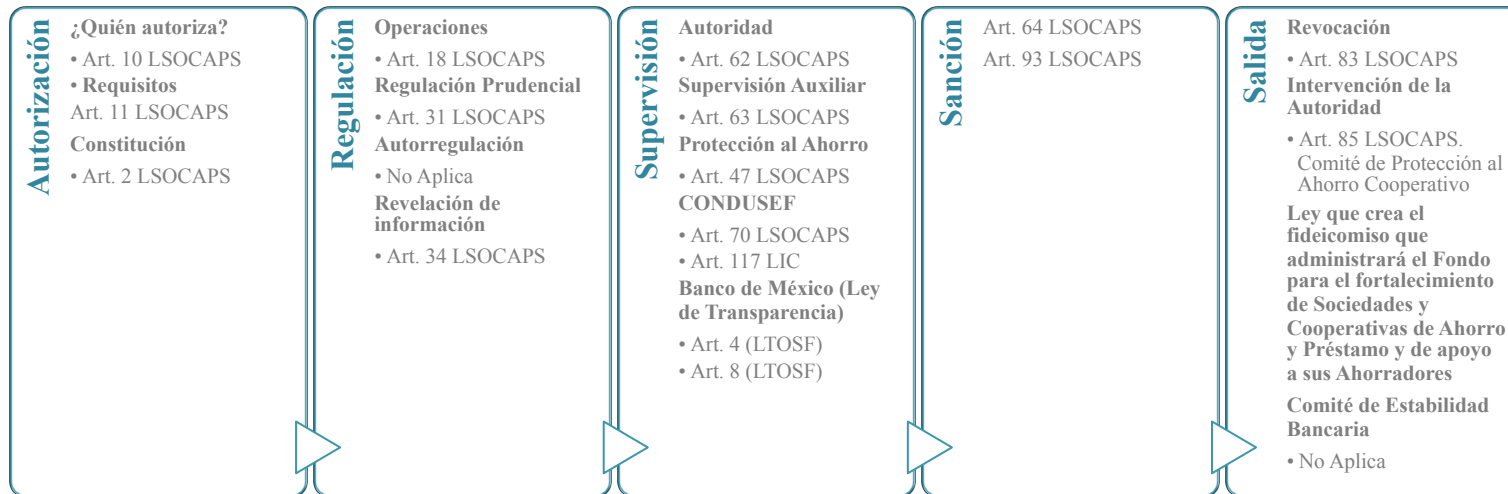 Autorización
¿Quién autoriza?
• Art. 10 LSOCAPS
• Requisitos
Art. 11 LSOCAPS
Constitución
• Art. 2 LSOCAPS
Regulación
Operaciones
• Art. 18 LSOCAPS
Regulación Prudencial
• Art. 31 LSOCAPS
Autorregulación
• No Aplica
Revelación de
información
• Art. 34 LSOCAPS
Supervisión
Autoridad
• Art. 62 LSOCAPS
Supervisión Auxiliar
• Art. 63 LSOCAPS
Protección al Ahorro
• Art. 47 LSOCAPS
CONDUSEF
• Art. 70 LSOCAPS
• Art. 117 LIC
Banco de México (Ley
de Transparencia)
• Art. 4 (LTOSF)
• Art. 8 (LTOSF)
Sanción
Art. 64 LSOCAPS
Art. 93 LSOCAPS
Salida
Revocación
• Art. 83 LSOCAPS
Intervención de la
Autoridad
• Art. 85 LSOCAPS.
Comité de Protección al
Ahorro Cooperativo
Ley que crea el
fideicomiso que
administrará el Fondo
para el fortalecimiento
de Sociedades y
Cooperativas de Ahorro
y Préstamo y de apoyo
a sus Ahorradores
Comité de Estabilidad
Bancaria
• No Aplica